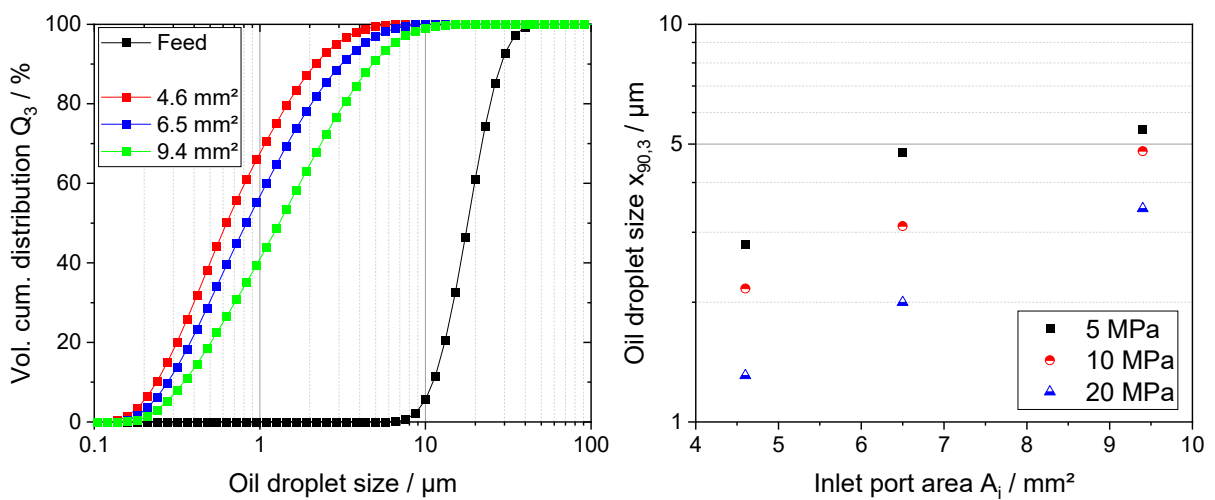 Vol. cum. distribution Q₃ / %
100
80
60
40
20
0
Feed
4.6 mm²
6.5 mm²
9.4 mm²
0.1
1
10
100
Oil droplet size / µm
Oil droplet size x₉₀,₃ / µm
10
5
1
5 MPa
10 MPa
20 MPa
4
5
6
7
8
9
10
Inlet port area Aᵢ / mm²